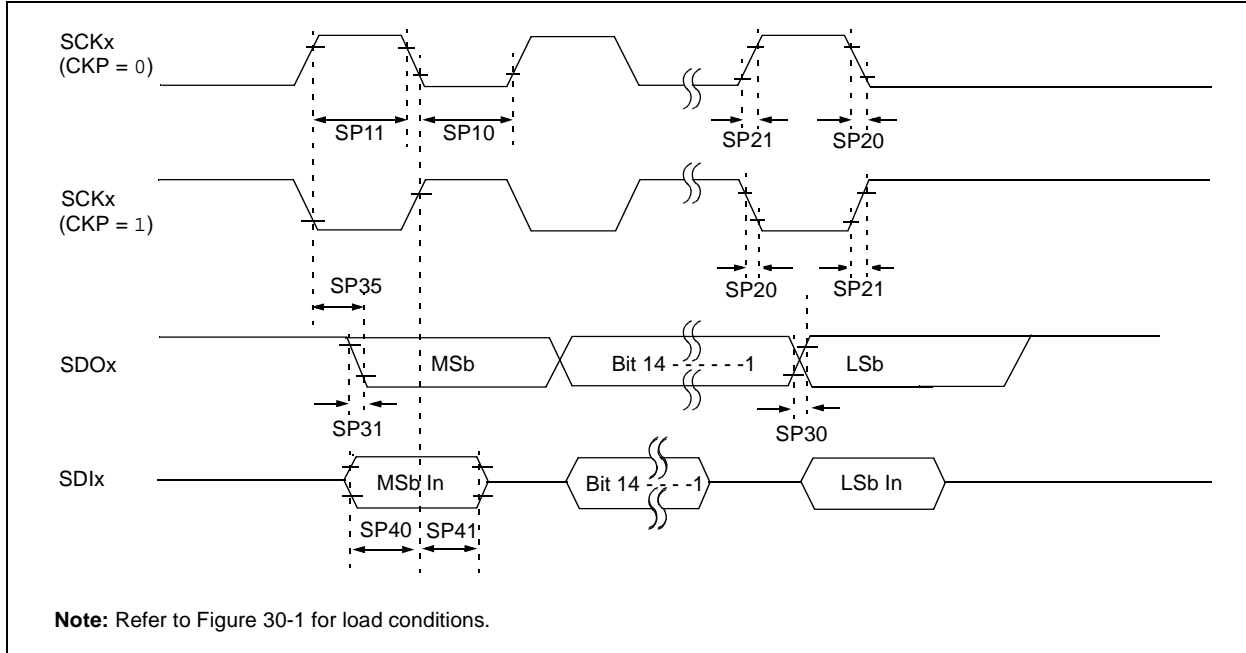 SCKx
(CKP = 0)
SP11
SP10
SP21
SP20
SCKx
(CKP = 1)
SP35
SP20
SP21
SDOx
MSb
Bit 14 - - - - - -1
LSb
SP31
SP30
SDIx
MSb In
Bit 14 - - - -1
LSb In
SP40
SP41
Note: Refer to Figure 30-1 for load conditions.